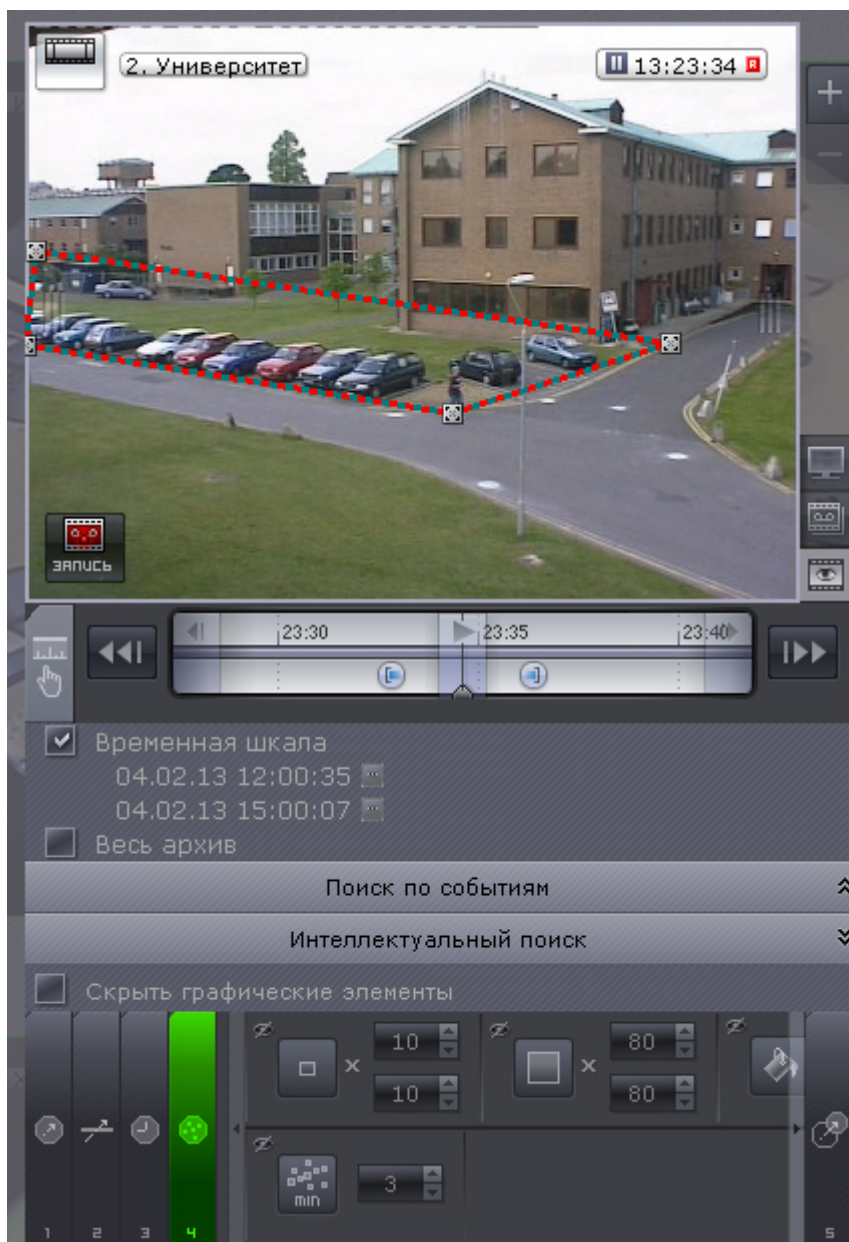 2. Университет
13:23:34 R
запись
23:30 23:35 23:40
Временная шкала
04.02.13 12:00:35
04.02.13 15:00:07
Весь архив
Поиск по событиям
Интеллектуальный поиск
Скрыть графические элементы
x 10 x 80
10 80
min 3
1 2 3 4 5